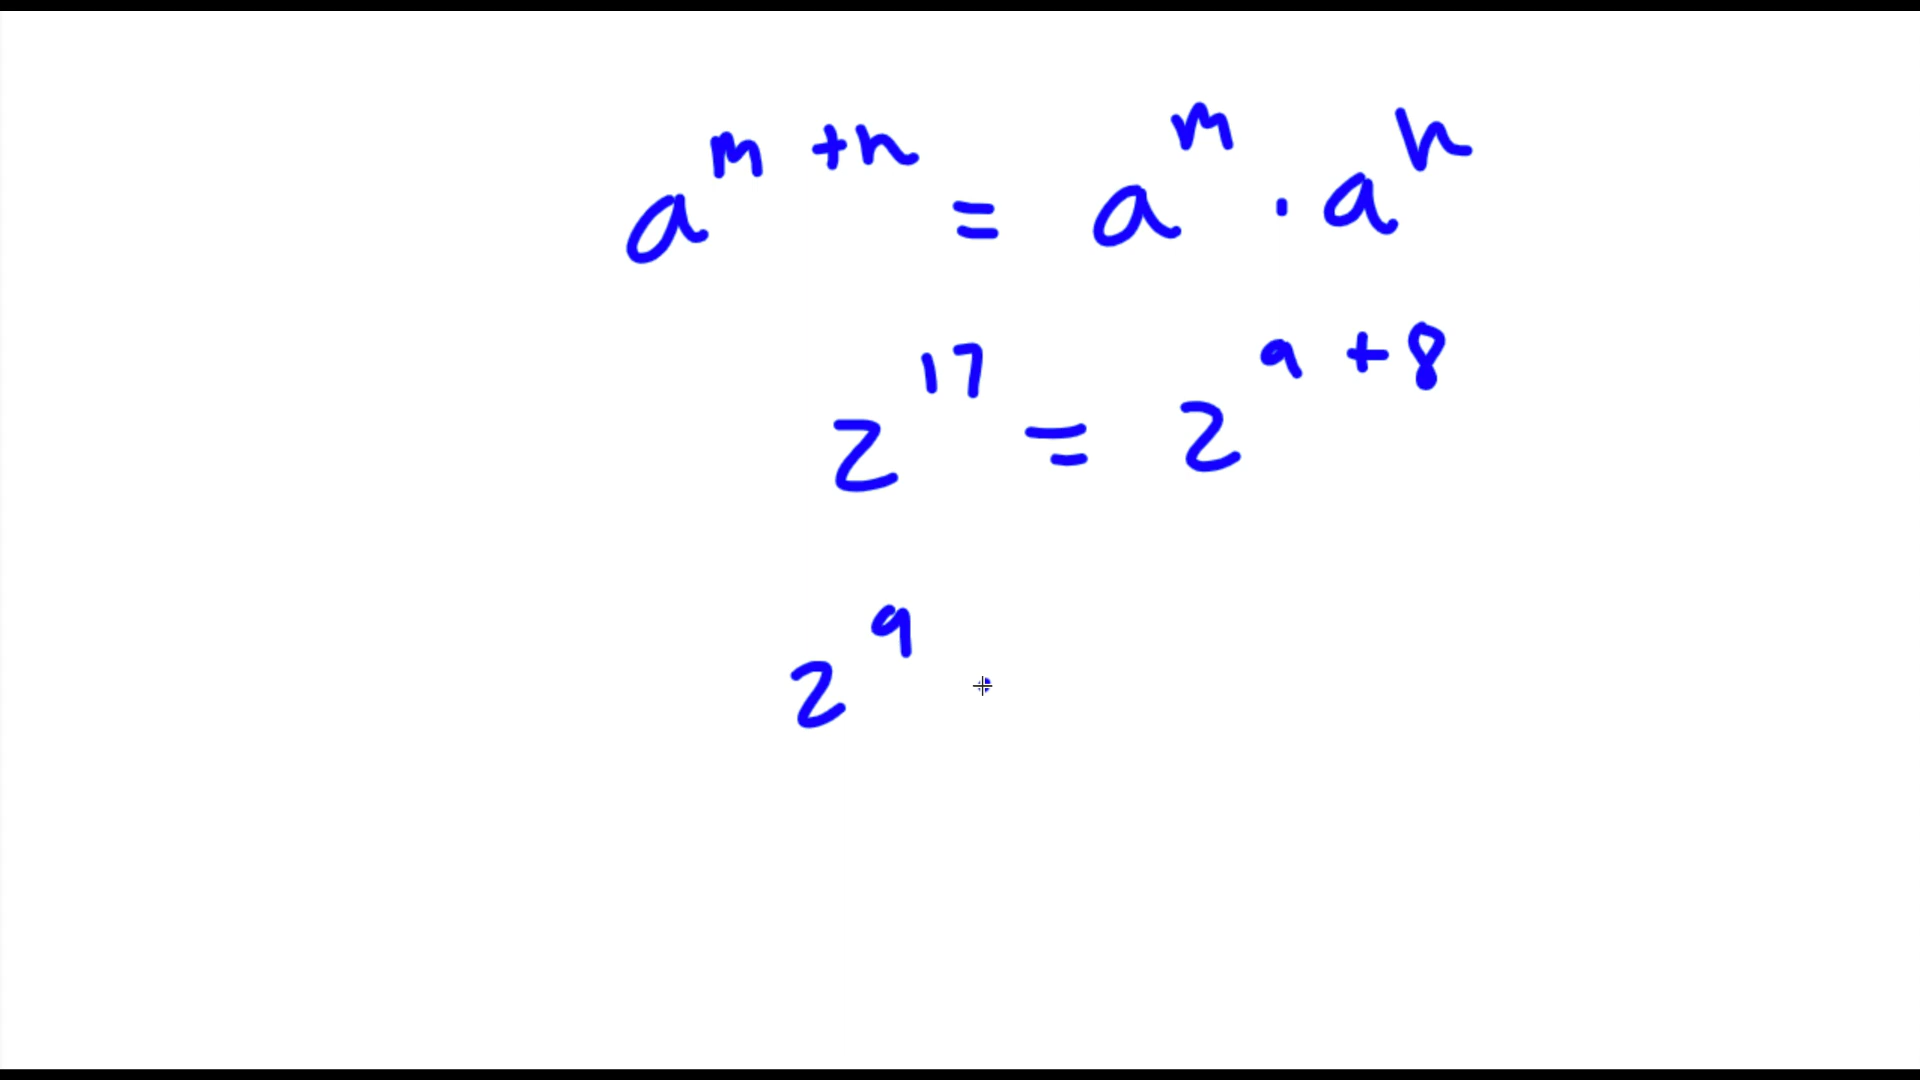 a^{m+n} = a^m · a^n
2^{17} = 2^{9+8}
2^9 ·